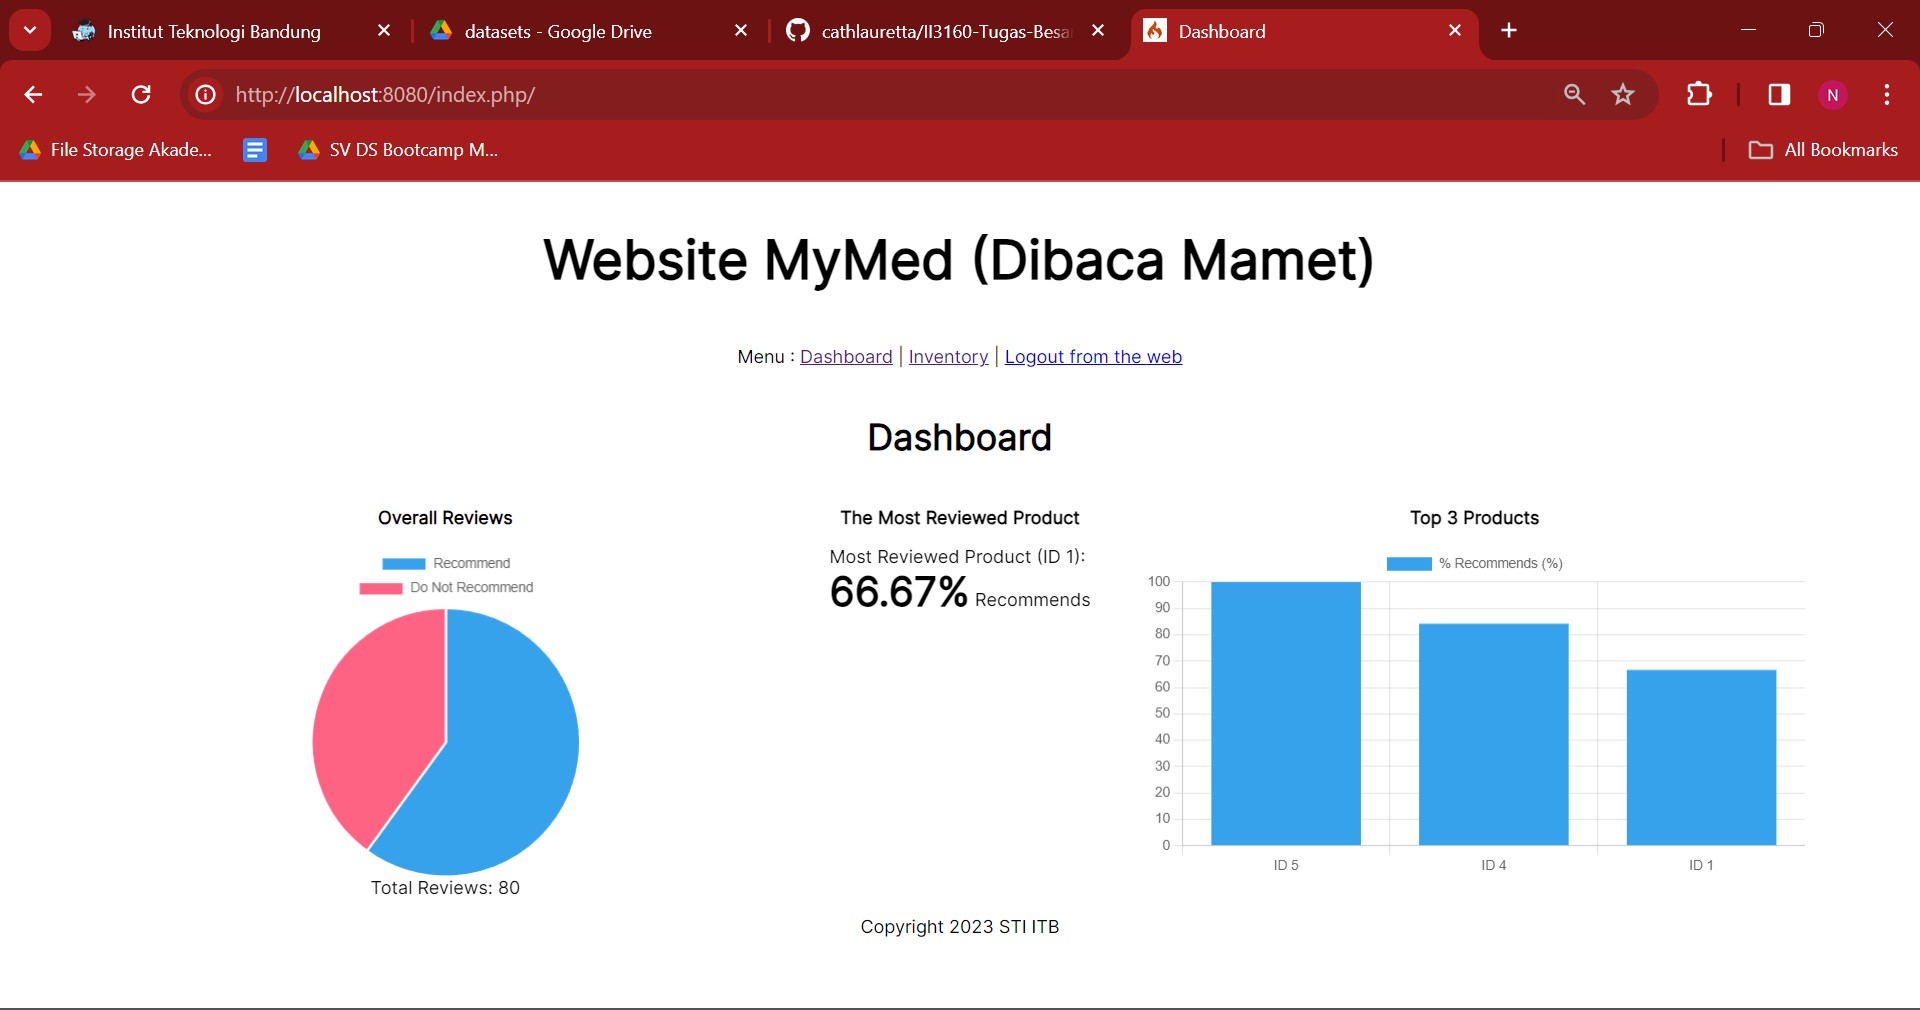 Institut Teknologi Bandung
datasets - Google Drive
cathlauretta/II3160-Tugas-Besa
Dashboard
http://localhost:8080/index.php/
N
File Storage Akade...
SV DS Bootcamp M...
All Bookmarks
Website MyMed (Dibaca Mamet)
Menu : Dashboard | Inventory | Logout from the web
Dashboard
Overall Reviews
Recommend
Do Not Recommend
Total Reviews: 80
The Most Reviewed Product
Most Reviewed Product (ID 1):
66.67% Recommends
Top 3 Products
% Recommends (%)
100
90
80
70
60
50
40
30
20
10
0
ID 5 ID 4 ID 1
Copyright 2023 STI ITB